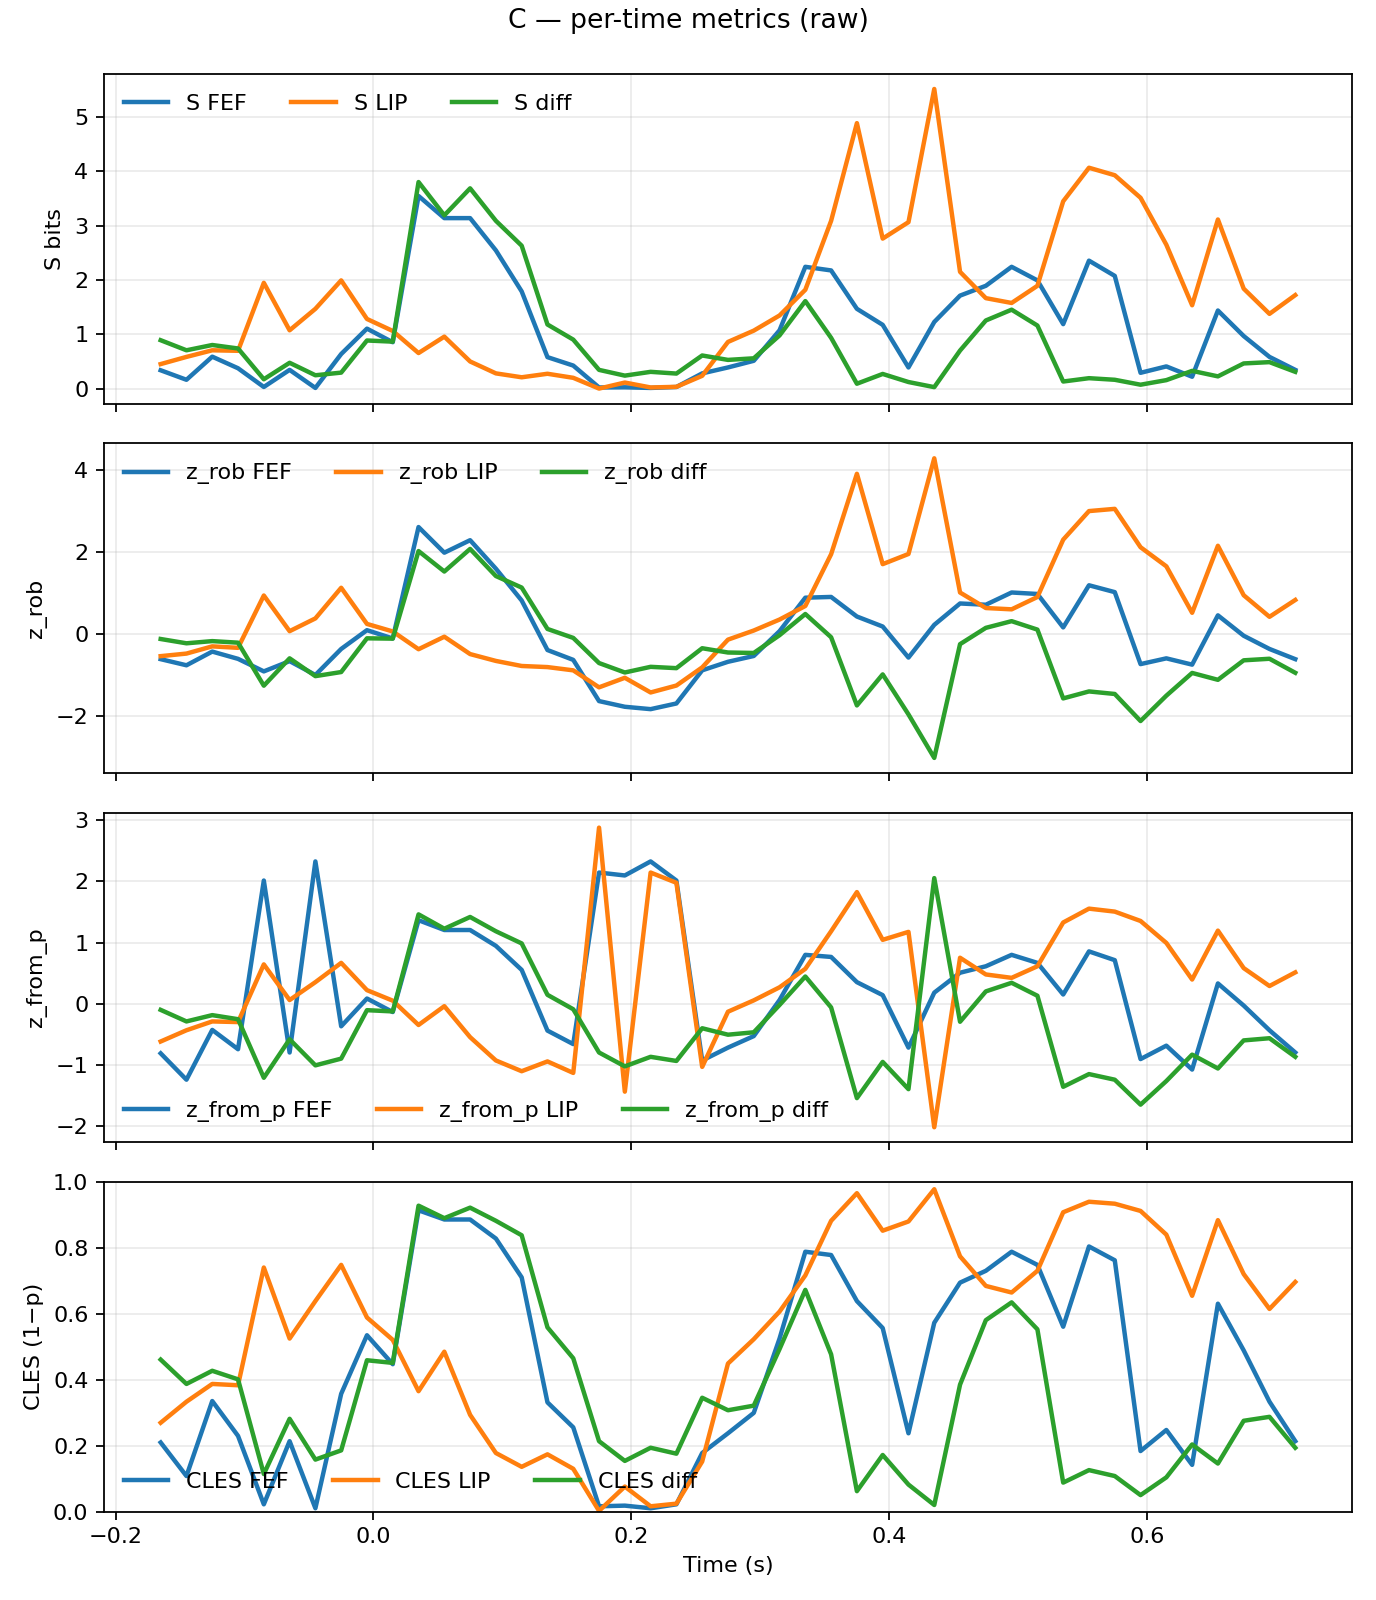 C — per-time metrics (raw)
S FEF S LIP S diff
5
4
3
2
1
0
S bits
z_rob FEF z_rob LIP z_rob diff
4
2
0
−2
z_rob
3
2
1
0
−1
−2
z_from_p
z_from_p FEF z_from_p LIP z_from_p diff
1.0
0.8
0.6
0.4
0.2
0.0
CLES (1−p)
CLES FEF CLES LIP CLES diff
−0.2 0.0 0.2 0.4 0.6
Time (s)